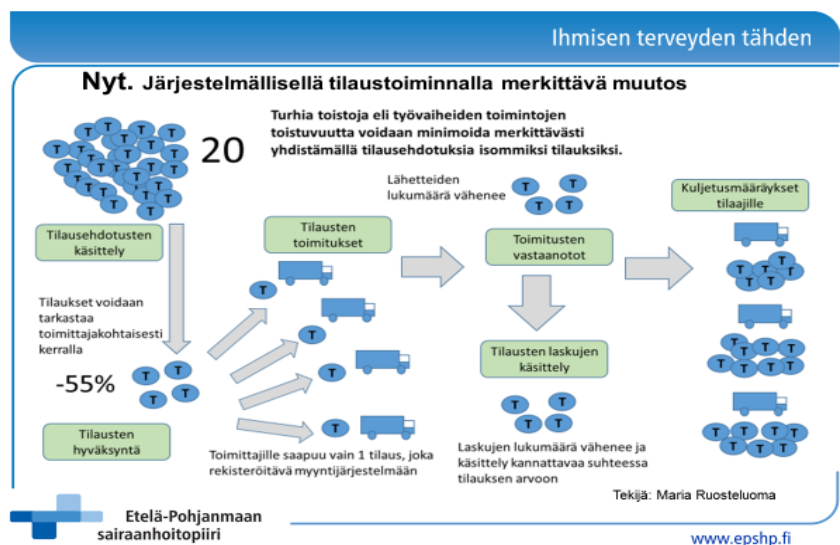 Ihmisen terveyden tähden
Nyt. Järjestelmällisellä tilaustoiminnalla merkittävä muutos
Turhia toistoja eli työvaiheiden toimintojen
toistuvuutta voidaan minimoida merkittävästi
yhdistämällä tilausehdotuksia isommiksi tilauksiksi.
20
Tilausehdotusten
käsittely
Tilaukset voidaan
tarkastaa
toimittajakohtaisesti
kerralla
-55%
T T
T T
Tilausten
hyväksyntä
Tilausten
toimitukset
T
T
T
T
Toimittajille saapuu vain 1 tilaus, joka
rekisteröitävä myyntijärjestelmään
Lähetteiden
lukumäärä vähenee
T T
T T
Toimitusten
vastaanotot
Tilausten laskujen
käsittely
T T
T T
Laskujen lukumäärä vähenee ja
käsittely kannattavaa suhteessa
tilauksen arvoon
Kuljetusmääräykset
tilaajille
Tekijä: Maria Ruosteluoma
Etelä-Pohjanmaan
sairaanhoitopiiri
www.epshp.fi